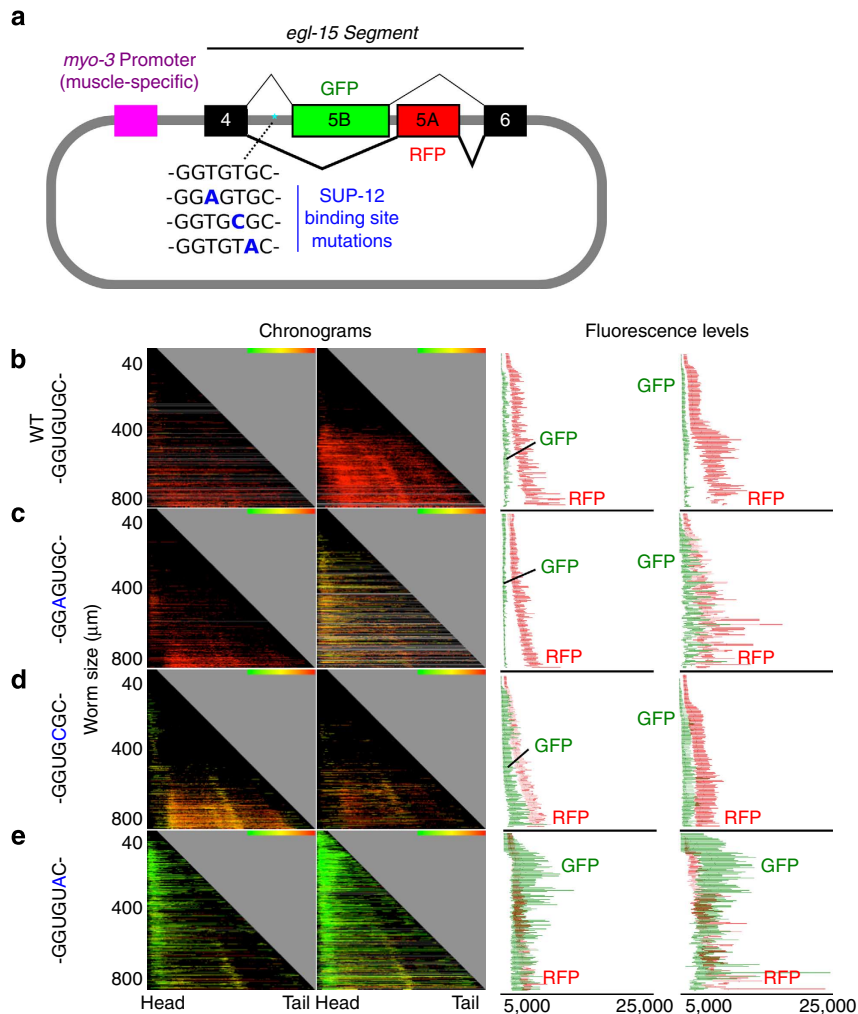 a
egl-15 Segment
myo-3 Promoter
(muscle-specific)
GFP
4
5B
5A
6
RFP
-GGTGTGC-
-GGAGTGC-
-GGTGCGC-
-GGTGTAC-
SUP-12
binding site
mutations
Chronograms
Fluorescence levels
b
WT
-GGUGUGC-
40
400
800
GFP
RFP
GFP
RFP
c
-GGAGUGC-
40
400
800
GFP
RFP
GFP
RFP
Worm size (μm)
d
-GGUGCGC-
40
400
800
GFP
RFP
GFP
RFP
e
-GGUGUAC-
40
400
800
GFP
RFP
GFP
RFP
Head
Tail
Head
Tail
5,000
25,000
5,000
25,000